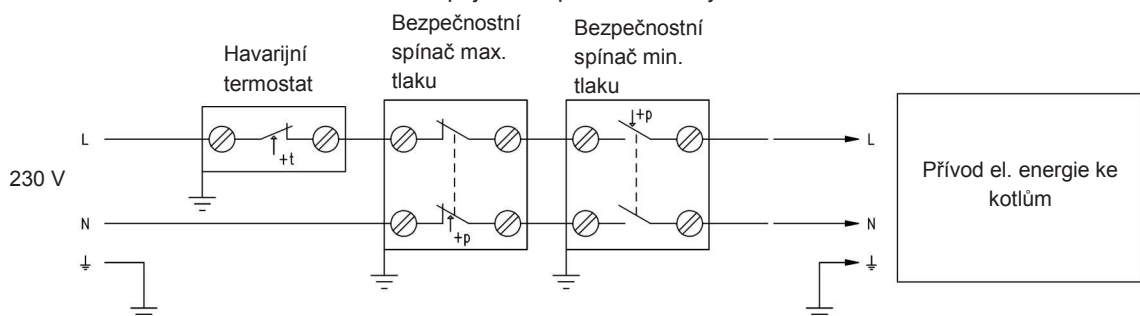 Bezpečnostní
spínač max.
tlaku
Bezpečnostní
spínač min.
tlaku
Havarijní
termostat
L
+t
+p
L
230 V
Přívod el. energie ke
kotlům
N
+p
N